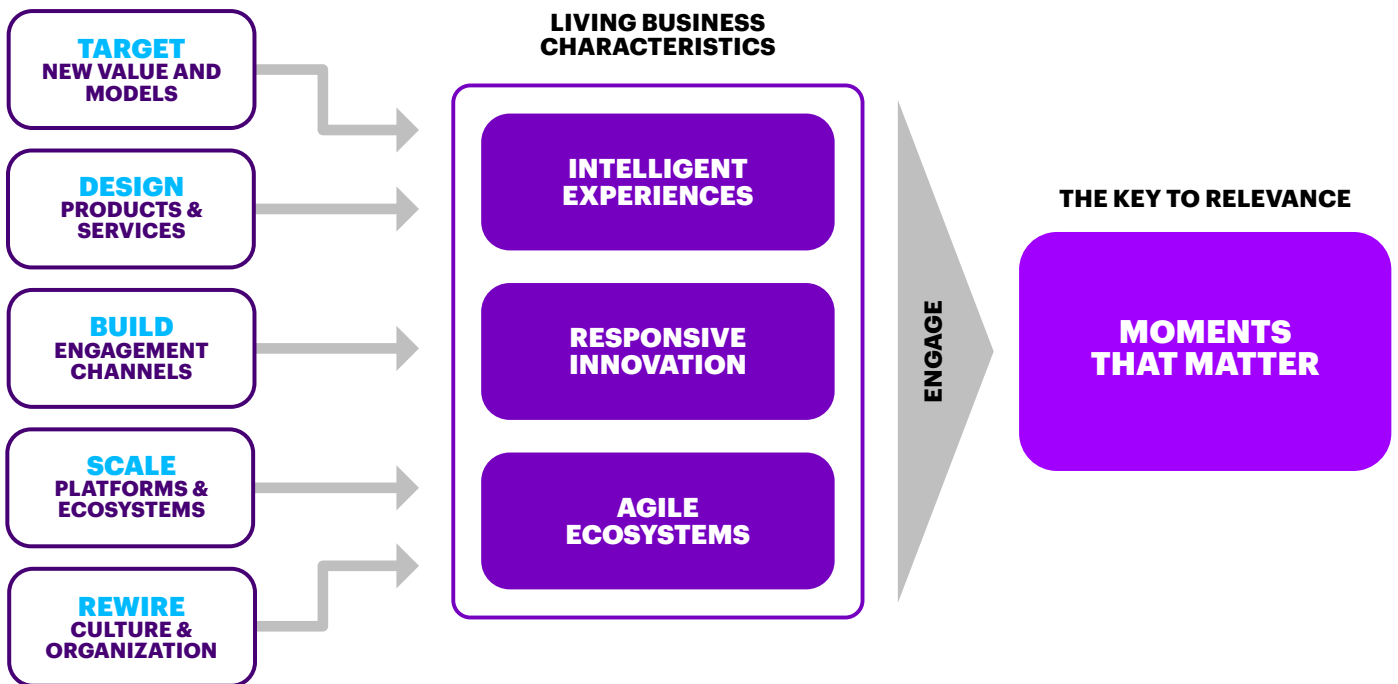 TARGET
NEW VALUE AND
MODELS
DESIGN
PRODUCTS &
SERVICES
BUILD
ENGAGEMENT
CHANNELS
SCALE
PLATFORMS &
ECOSYSTEMS
REWIRE
CULTURE &
ORGANIZATION
LIVING BUSINESS
CHARACTERISTICS
INTELLIGENT
EXPERIENCES
RESPONSIVE
INNOVATION
AGILE
ECOSYSTEMS
ENGAGE
THE KEY TO RELEVANCE
MOMENTS
THAT MATTER